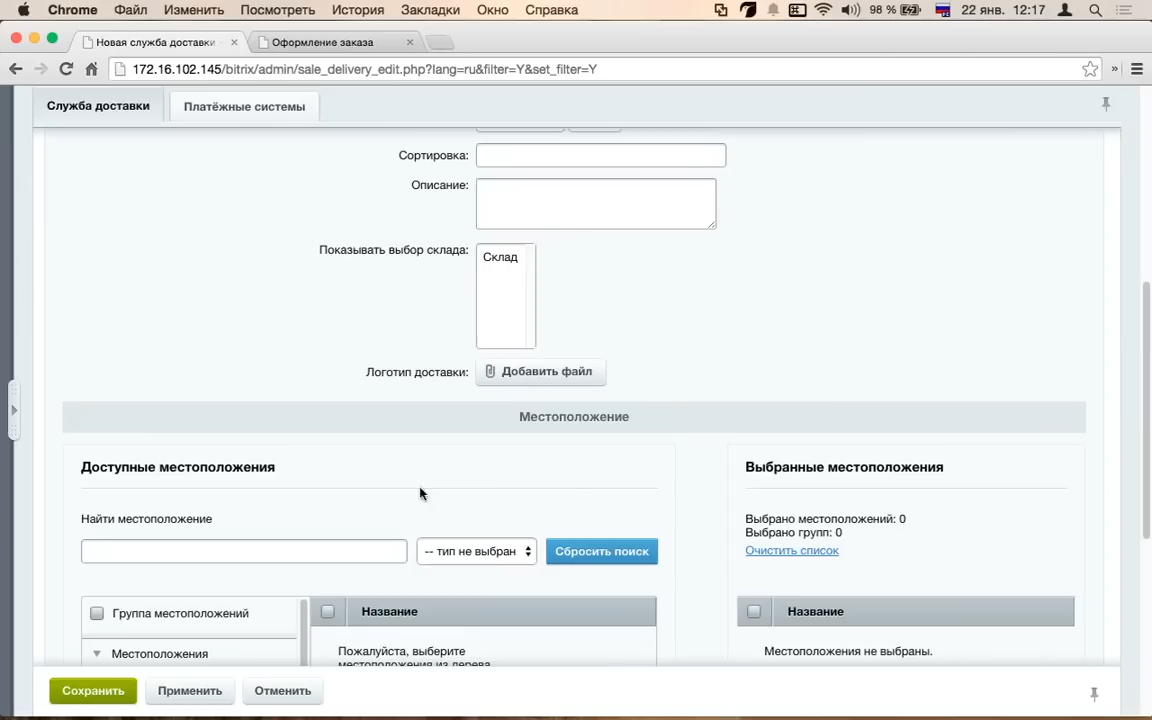 Chrome Файл Изменить Посмотреть История Закладки Окно Справка 98 % 22 янв. 12:17
Новая служба доставки Оформление заказа
172.16.102.145/bitrix/admin/sale_delivery_edit.php?lang=ru&filter=Y&set_filter=Y
Служба доставки Платёжные системы
Сортировка:
Описание:
Показывать выбор склада: Склад
Логотип доставки: Добавить файл
Местоположение
Доступные местоположения Выбранные местоположения
Найти местоположение Выбрано местоположений: 0
Выбрано групп: 0
-- тип не выбран Сбросить поиск Очистить список
Группа местоположений Название Название
Местоположения Пожалуйста, выберите Местоположения не выбраны.
местоположения из дерева
Сохранить Применить Отменить